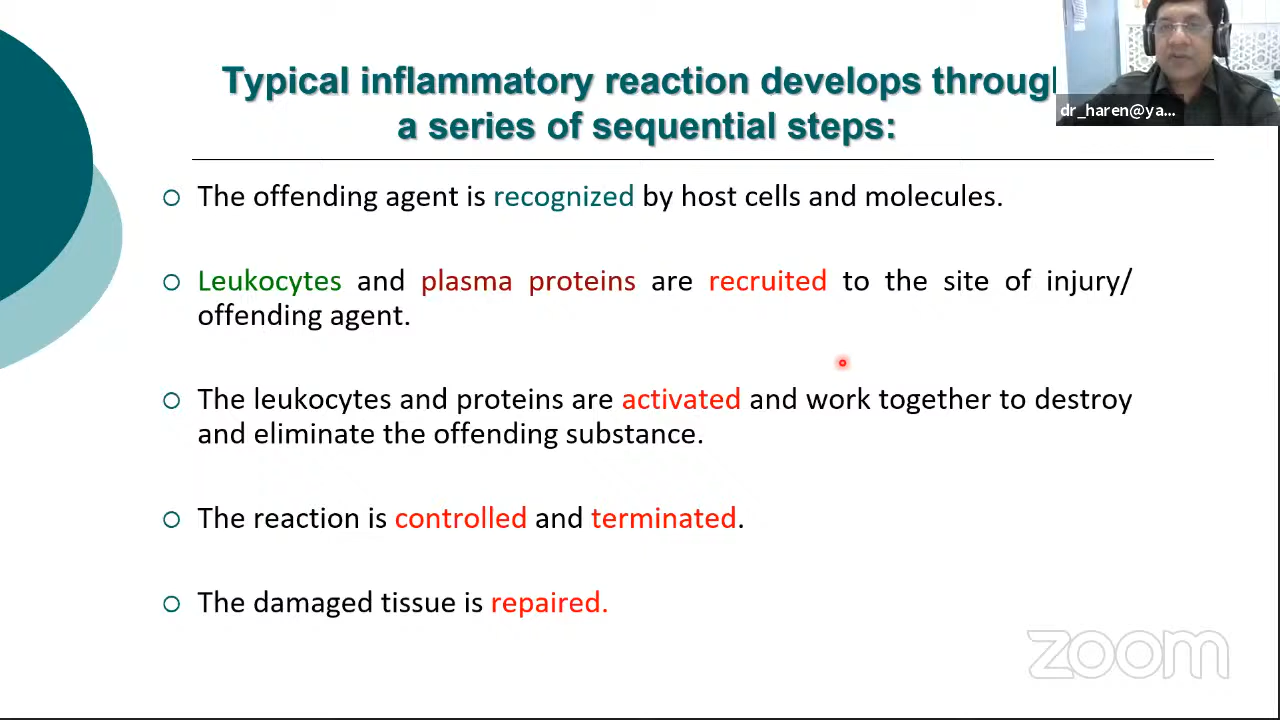 Typical inflammatory reaction develops through
a series of sequential steps:
dr_haren@ya...
The offending agent is recognized by host cells and molecules.
Leukocytes and plasma proteins are recruited to the site of injury/
offending agent.
The leukocytes and proteins are activated and work together to destroy
and eliminate the offending substance.
The reaction is controlled and terminated.
The damaged tissue is repaired.
zoom